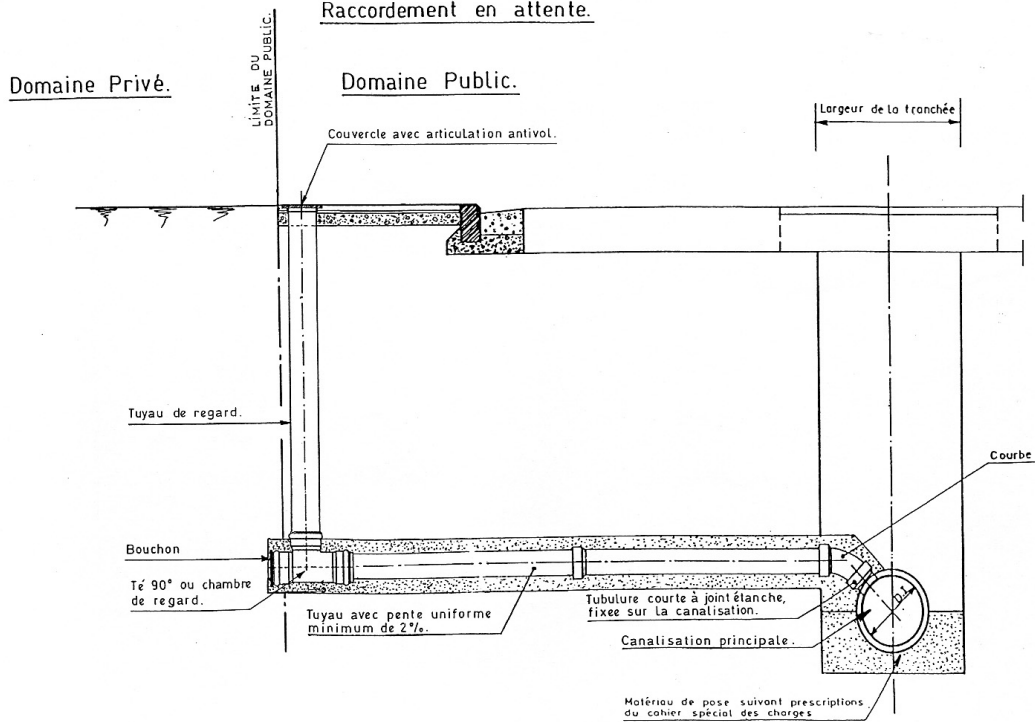 Raccordement en attente.
LIMITE DU
DOMAINE PUBLIC.
Domaine Privé.
Domaine Public.
Largeur de la tranchée
Couvercle avec articulation antivol.
Tuyau de regard.
Courbe
Bouchon
Té 90° ou chambre
de regard.
Tuyau avec pente uniforme
minimum de 2%.
Tubulure courte à joint étanche,
fixée sur la canalisation.
D.I.
Canalisation principale.
Matériau de pose suivant prescriptions
du cahier spécial des charges